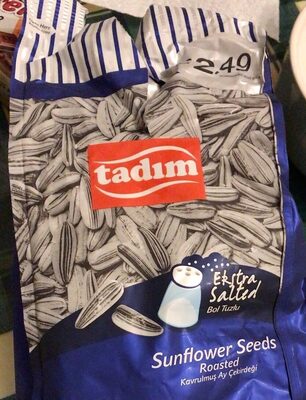 £2.49
tadım
Ekstra
Salted
Bol Tuzlu
Sunflower Seeds
Roasted
Kavrulmuş Ay Çekirdeği